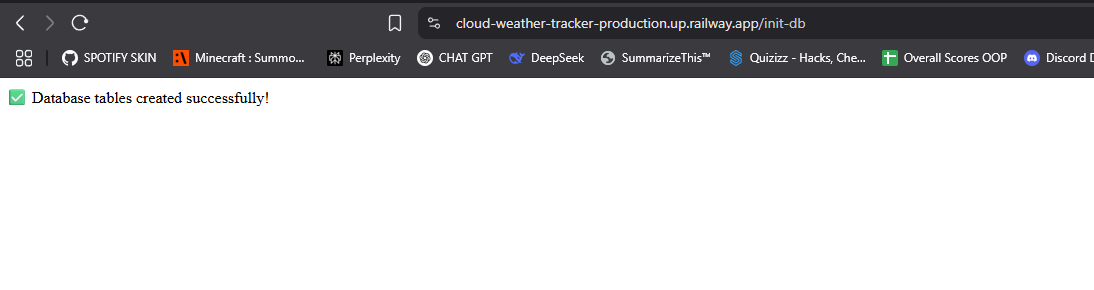 cloud-weather-tracker-production.up.railway.app/init-db
SPOTIFY SKIN Minecraft : Summo... Perplexity CHAT GPT DeepSeek SummarizeThis™ Quizizz - Hacks, Che... Overall Scores OOP Discord D
✅ Database tables created successfully!